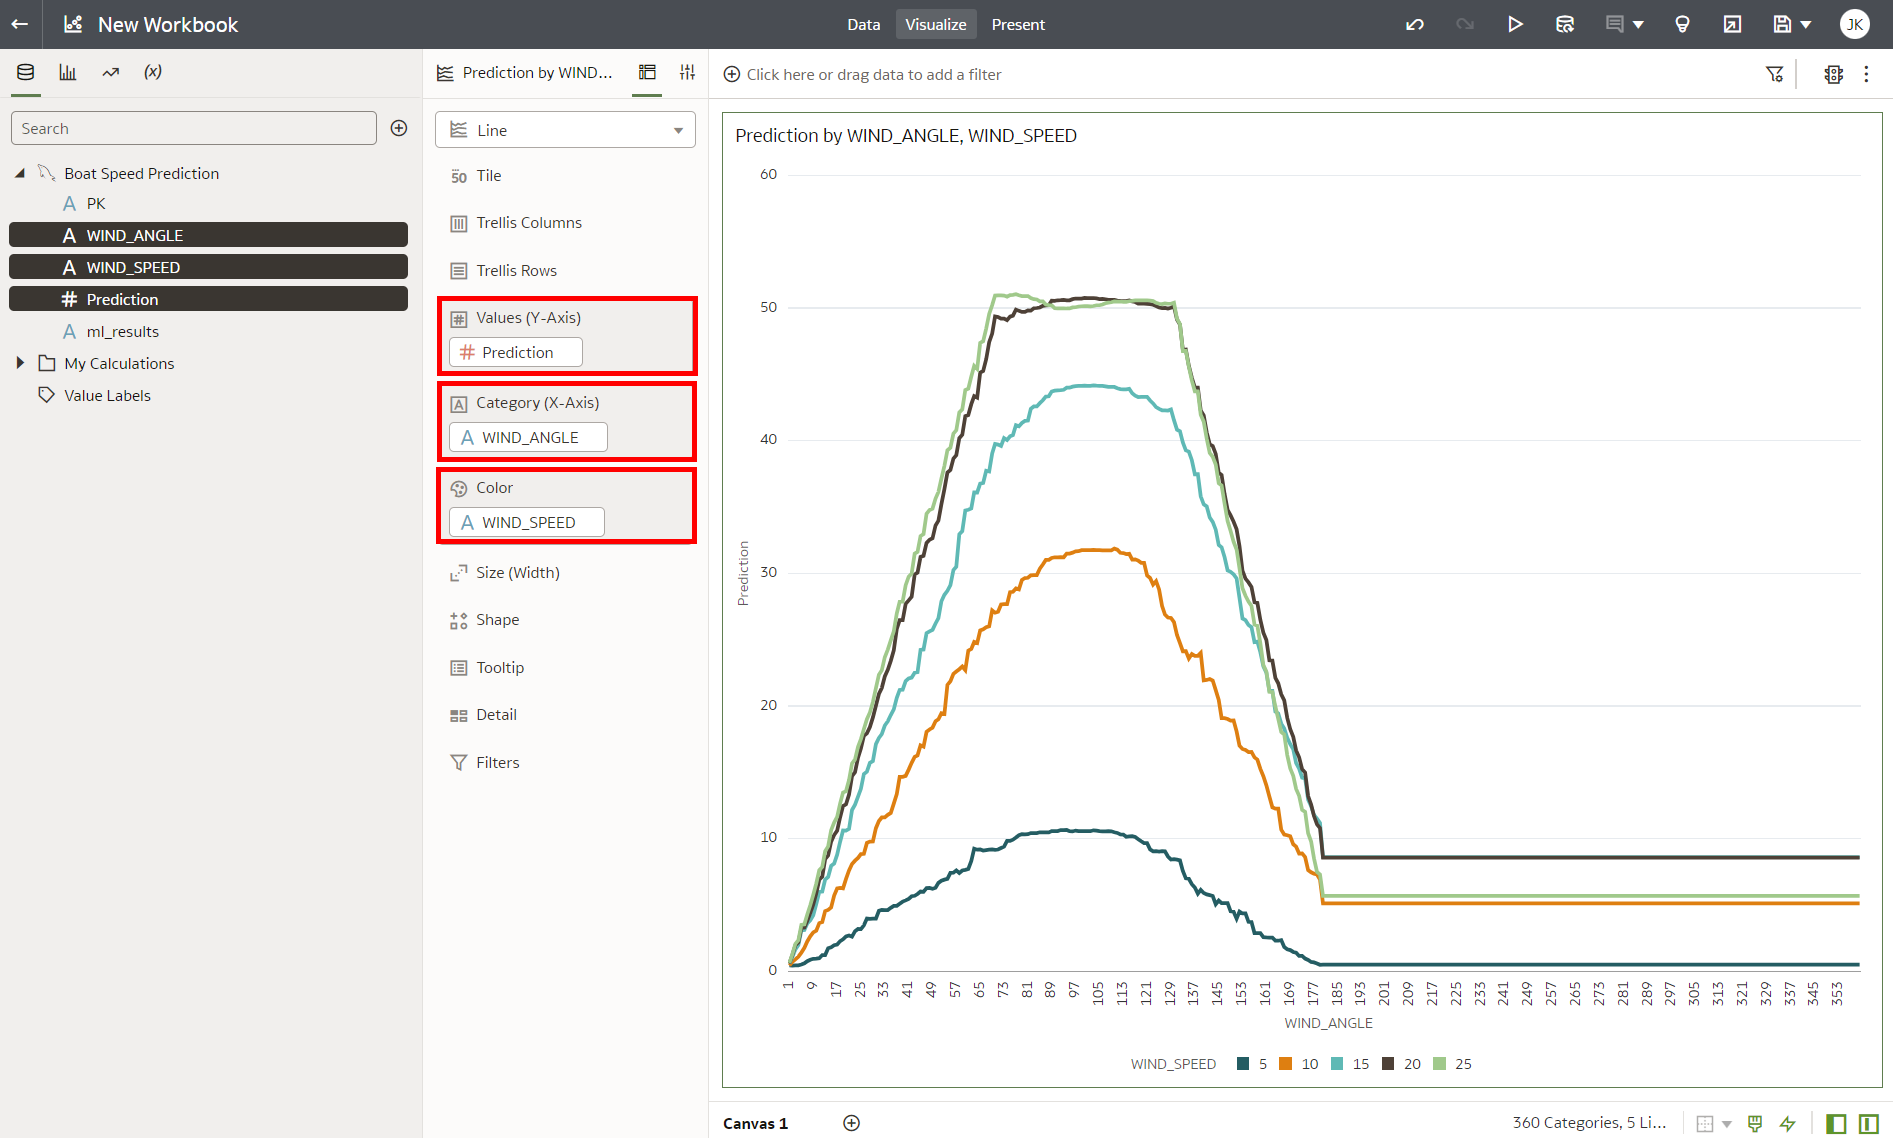 New Workbook
Data
Visualize
Present
JK
(x)
Search
Boat Speed Prediction
A PK
A WIND_ANGLE
A WIND_SPEED
# Prediction
A ml_results
My Calculations
Value Labels
Prediction by WIND...
Line
50 Tile
Trellis Columns
Trellis Rows
# Values (Y-Axis)
# Prediction
A Category (X-Axis)
A WIND_ANGLE
Color
A WIND_SPEED
Size (Width)
Shape
Tooltip
Detail
Filters
Click here or drag data to add a filter
Prediction by WIND_ANGLE, WIND_SPEED
60
50
40
30
20
10
0
Prediction
1 9 17 25 33 41 49 57 65 73 81 89 97 105 113 121 129 137 145 153 161 169 177 185 193 201 209 217 225 233 241 249 257 265 273 281 289 297 305 313 321 329 337 345 353
WIND_ANGLE
WIND_SPEED 5 10 15 20 25
Canvas 1
360 Categories, 5 Li...